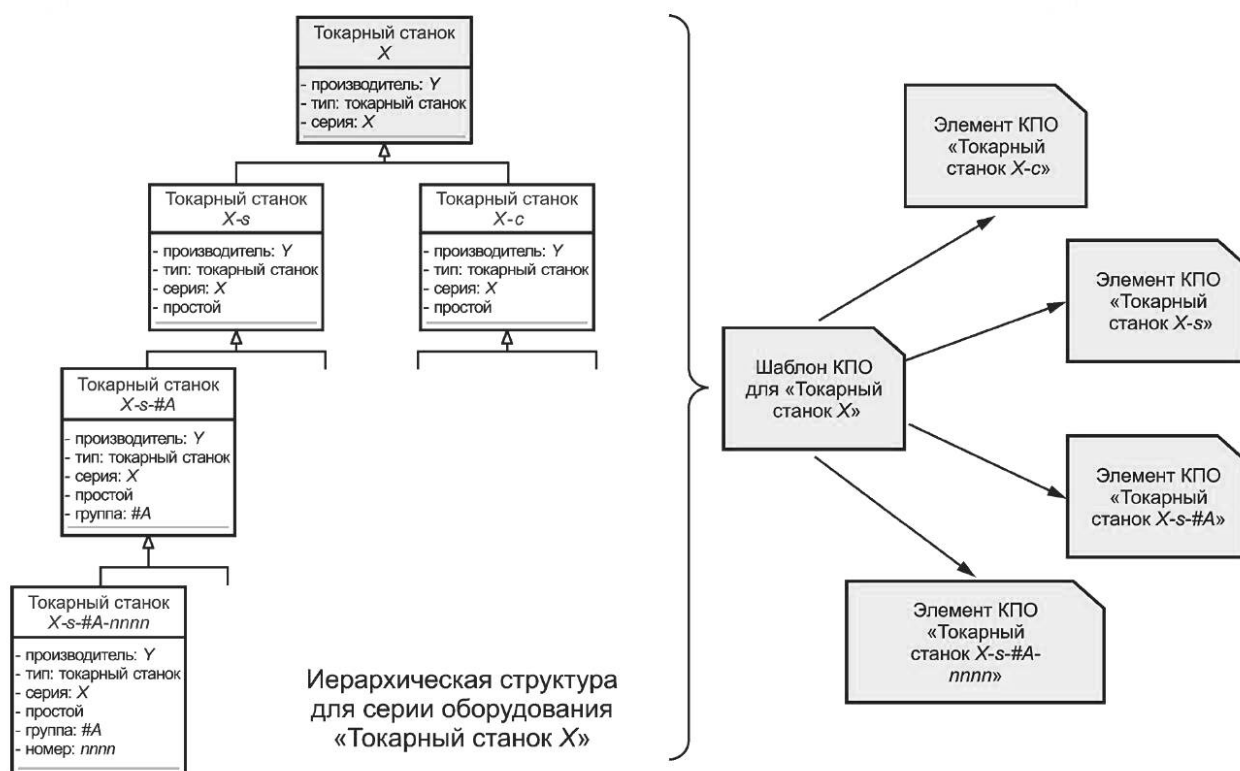 Токарный станок
X
- производитель: Y
- тип: токарный станок
- серия: X
Токарный станок
X-s
- производитель: Y
- тип: токарный станок
- серия: X
- простой
Токарный станок
X-c
- производитель: Y
- тип: токарный станок
- серия: X
- простой
Токарный станок
X-s-#A
- производитель: Y
- тип: токарный станок
- серия: X
- простой
- группа: #A
Токарный станок
X-s-#A-nnnn
- производитель: Y
- тип: токарный станок
- серия: X
- простой
- группа: #A
- номер: nnnn
Иерархическая структура
для серии оборудования
«Токарный станок X»
Шаблон КПО
для «Токарный
станок X»
Элемент КПО
«Токарный
станок X-c»
Элемент КПО
«Токарный
станок X-s»
Элемент КПО
«Токарный
станок X-s-#A»
Элемент КПО
«Токарный
станок X-s-#A-
nnnn»